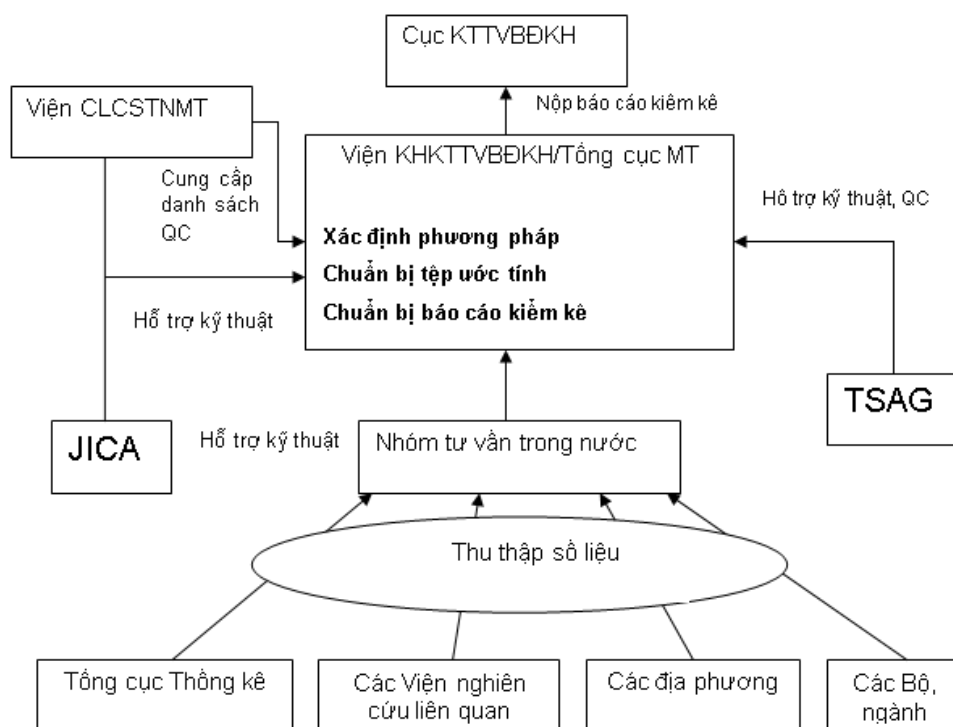 Cục KTTVBĐKH
Viện CLCSTNMT
Nộp báo cáo kiểm kê
Viện KHKTTVBĐKH/Tổng cục MT
Cung cấp
danh sách
QC
Hỗ trợ kỹ thuật, QC
Xác định phương pháp
Chuẩn bị tệp ước tính
Chuẩn bị báo cáo kiểm kê
Hỗ trợ kỹ thuật
TSAG
JICA
Hỗ trợ kỹ thuật
Nhóm tư vấn trong nước
Thu thập số liệu
Tổng cục Thống kê
Các Viện nghiên
cứu liên quan
Các địa phương
Các Bộ,
ngành